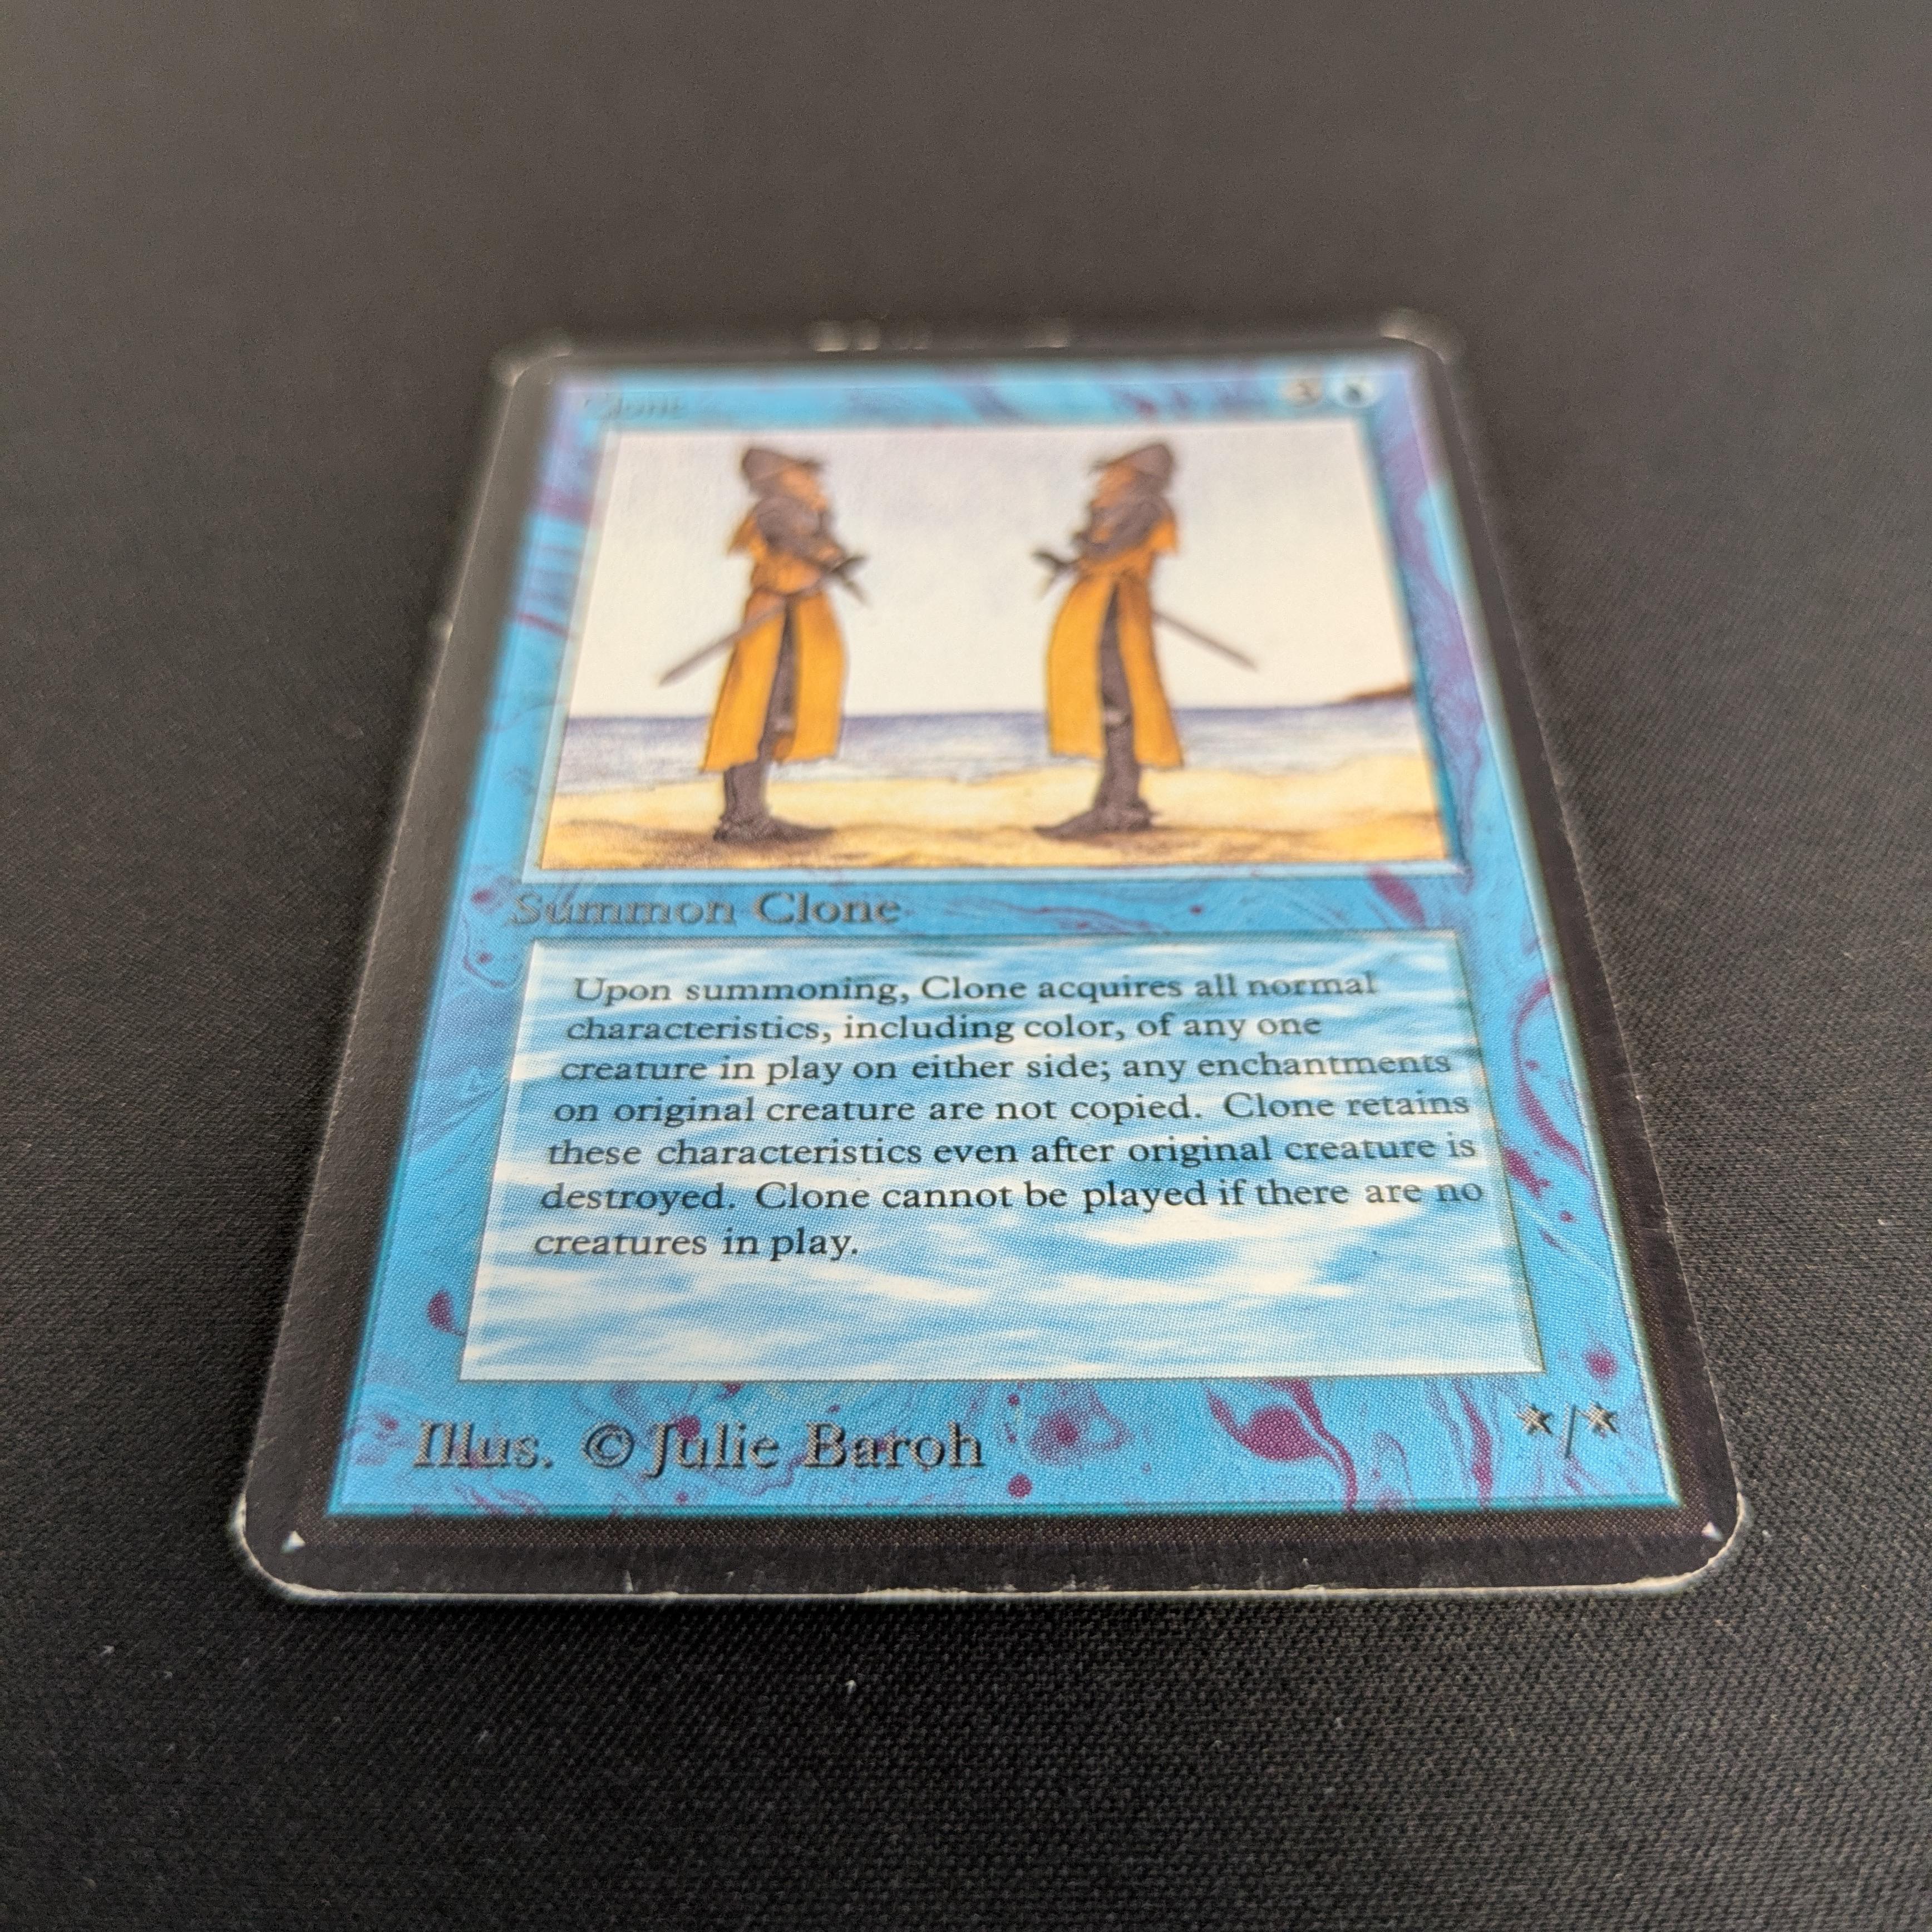 Clone 3
Summon Clone
Upon summoning, Clone acquires all normal
characteristics, including color, of any one
creature in play on either side; any enchantments
on original creature are not copied. Clone retains
these characteristics even after original creature is
destroyed. Clone cannot be played if there are no
creatures in play.
Illus. © Julie Baroh */*